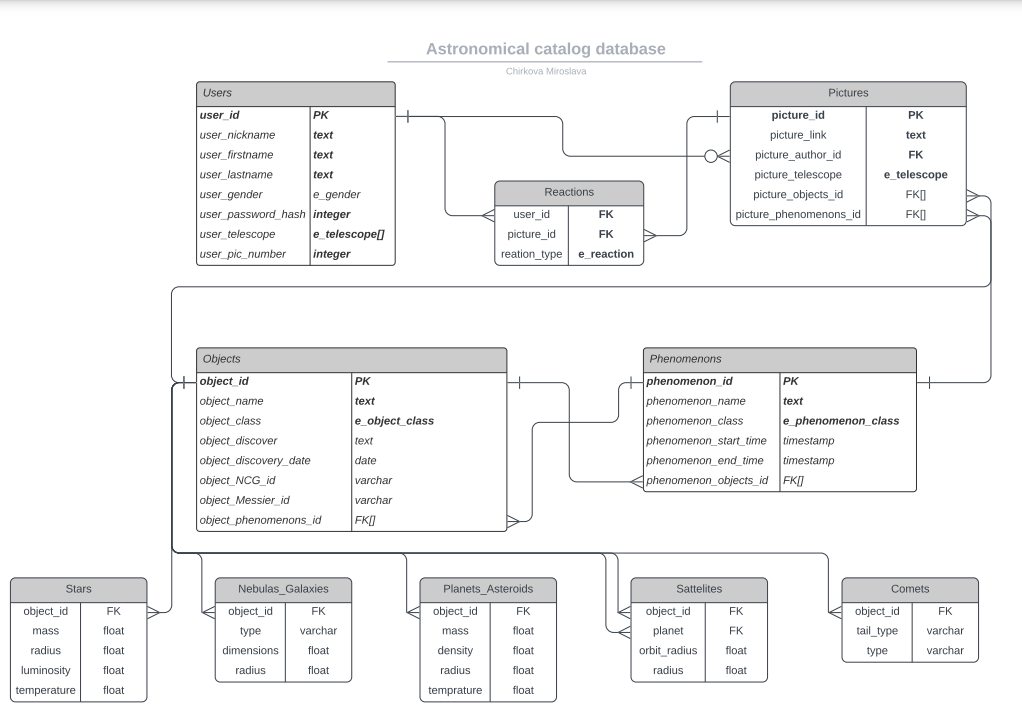 Astronomical catalog database
Chirkova Miroslava
Users
user_id PK
user_nickname text
user_firstname text
user_lastname text
user_gender e_gender
user_password_hash integer
user_telescope e_telescope[]
user_pic_number integer
Pictures
picture_id PK
picture_link text
picture_author_id FK
picture_telescope e_telescope
picture_objects_id FK[]
picture_phenomenons_id FK[]
Reactions
user_id FK
picture_id FK
reation_type e_reaction
Objects
object_id PK
object_name text
object_class e_object_class
object_discover text
object_discovery_date date
object_NCG_id varchar
object_Messier_id varchar
object_phenomenons_id FK[]
Phenomenons
phenomenon_id PK
phenomenon_name text
phenomenon_class e_phenomenon_class
phenomenon_start_time timestamp
phenomenon_end_time timestamp
phenomenon_objects_id FK[]
Stars
object_id FK
mass float
radius float
luminosity float
temperature float
Nebulas_Galaxies
object_id FK
type varchar
dimensions float
radius float
Planets_Asteroids
object_id FK
mass float
density float
radius float
temprature float
Sattelites
object_id FK
planet FK
orbit_radius float
radius float
Comets
object_id FK
tail_type varchar
type varchar